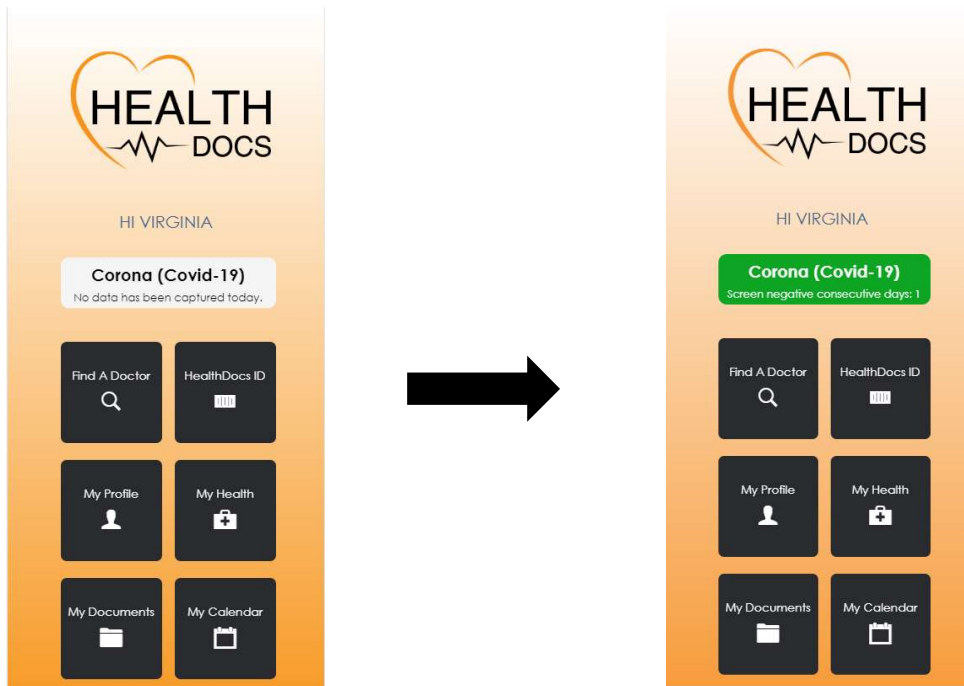 HEALTH
DOCS
HI VIRGINIA
Corona (Covid-19)
No data has been captured today.
Find A Doctor
HealthDocs ID
My Profile
My Health
My Documents
My Calendar
HEALTH
DOCS
HI VIRGINIA
Corona (Covid-19)
Screen negative consecutive days: 1
Find A Doctor
HealthDocs ID
My Profile
My Health
My Documents
My Calendar